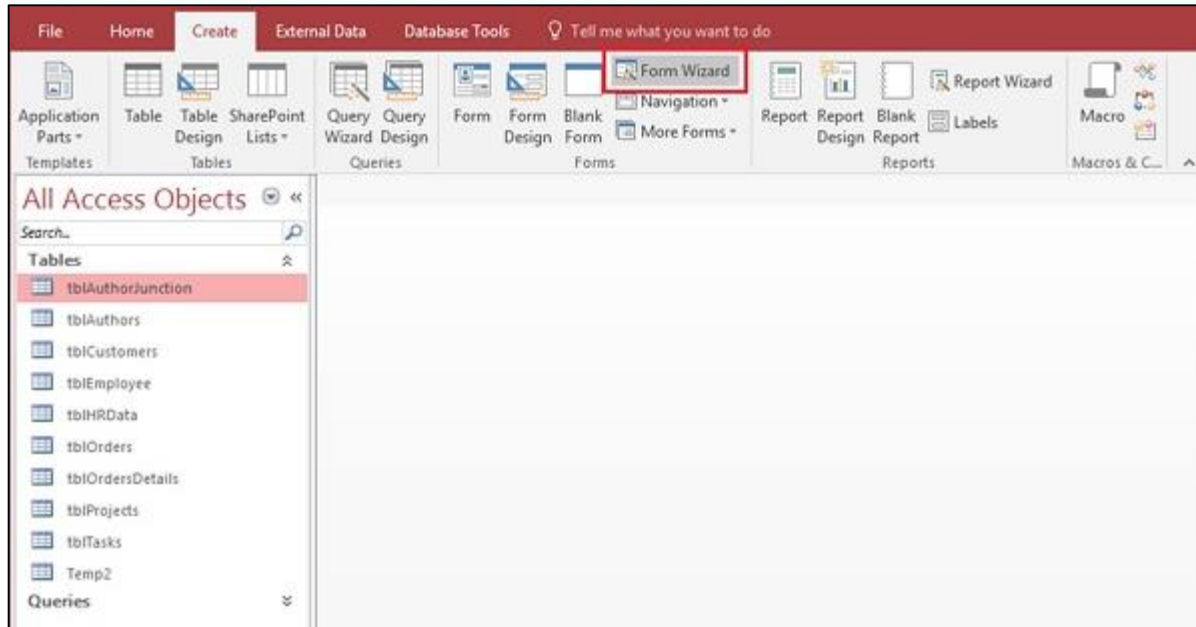 File Home Create External Data Database Tools Tell me what you want to do
Application Parts
Table
Table Design
SharePoint Lists
Query Wizard
Query Design
Form
Form Design
Blank Form
Form Wizard
Navigation
More Forms
Report
Report Design
Blank Report
Report Wizard
Labels
Macro
Templates Tables Queries Forms Reports Macros & C...
All Access Objects
Search...
Tables
tblAuthorJunction
tblAuthors
tblCustomers
tblEmployee
tblHRData
tblOrders
tblOrdersDetails
tblProjects
tblTasks
Temp2
Queries